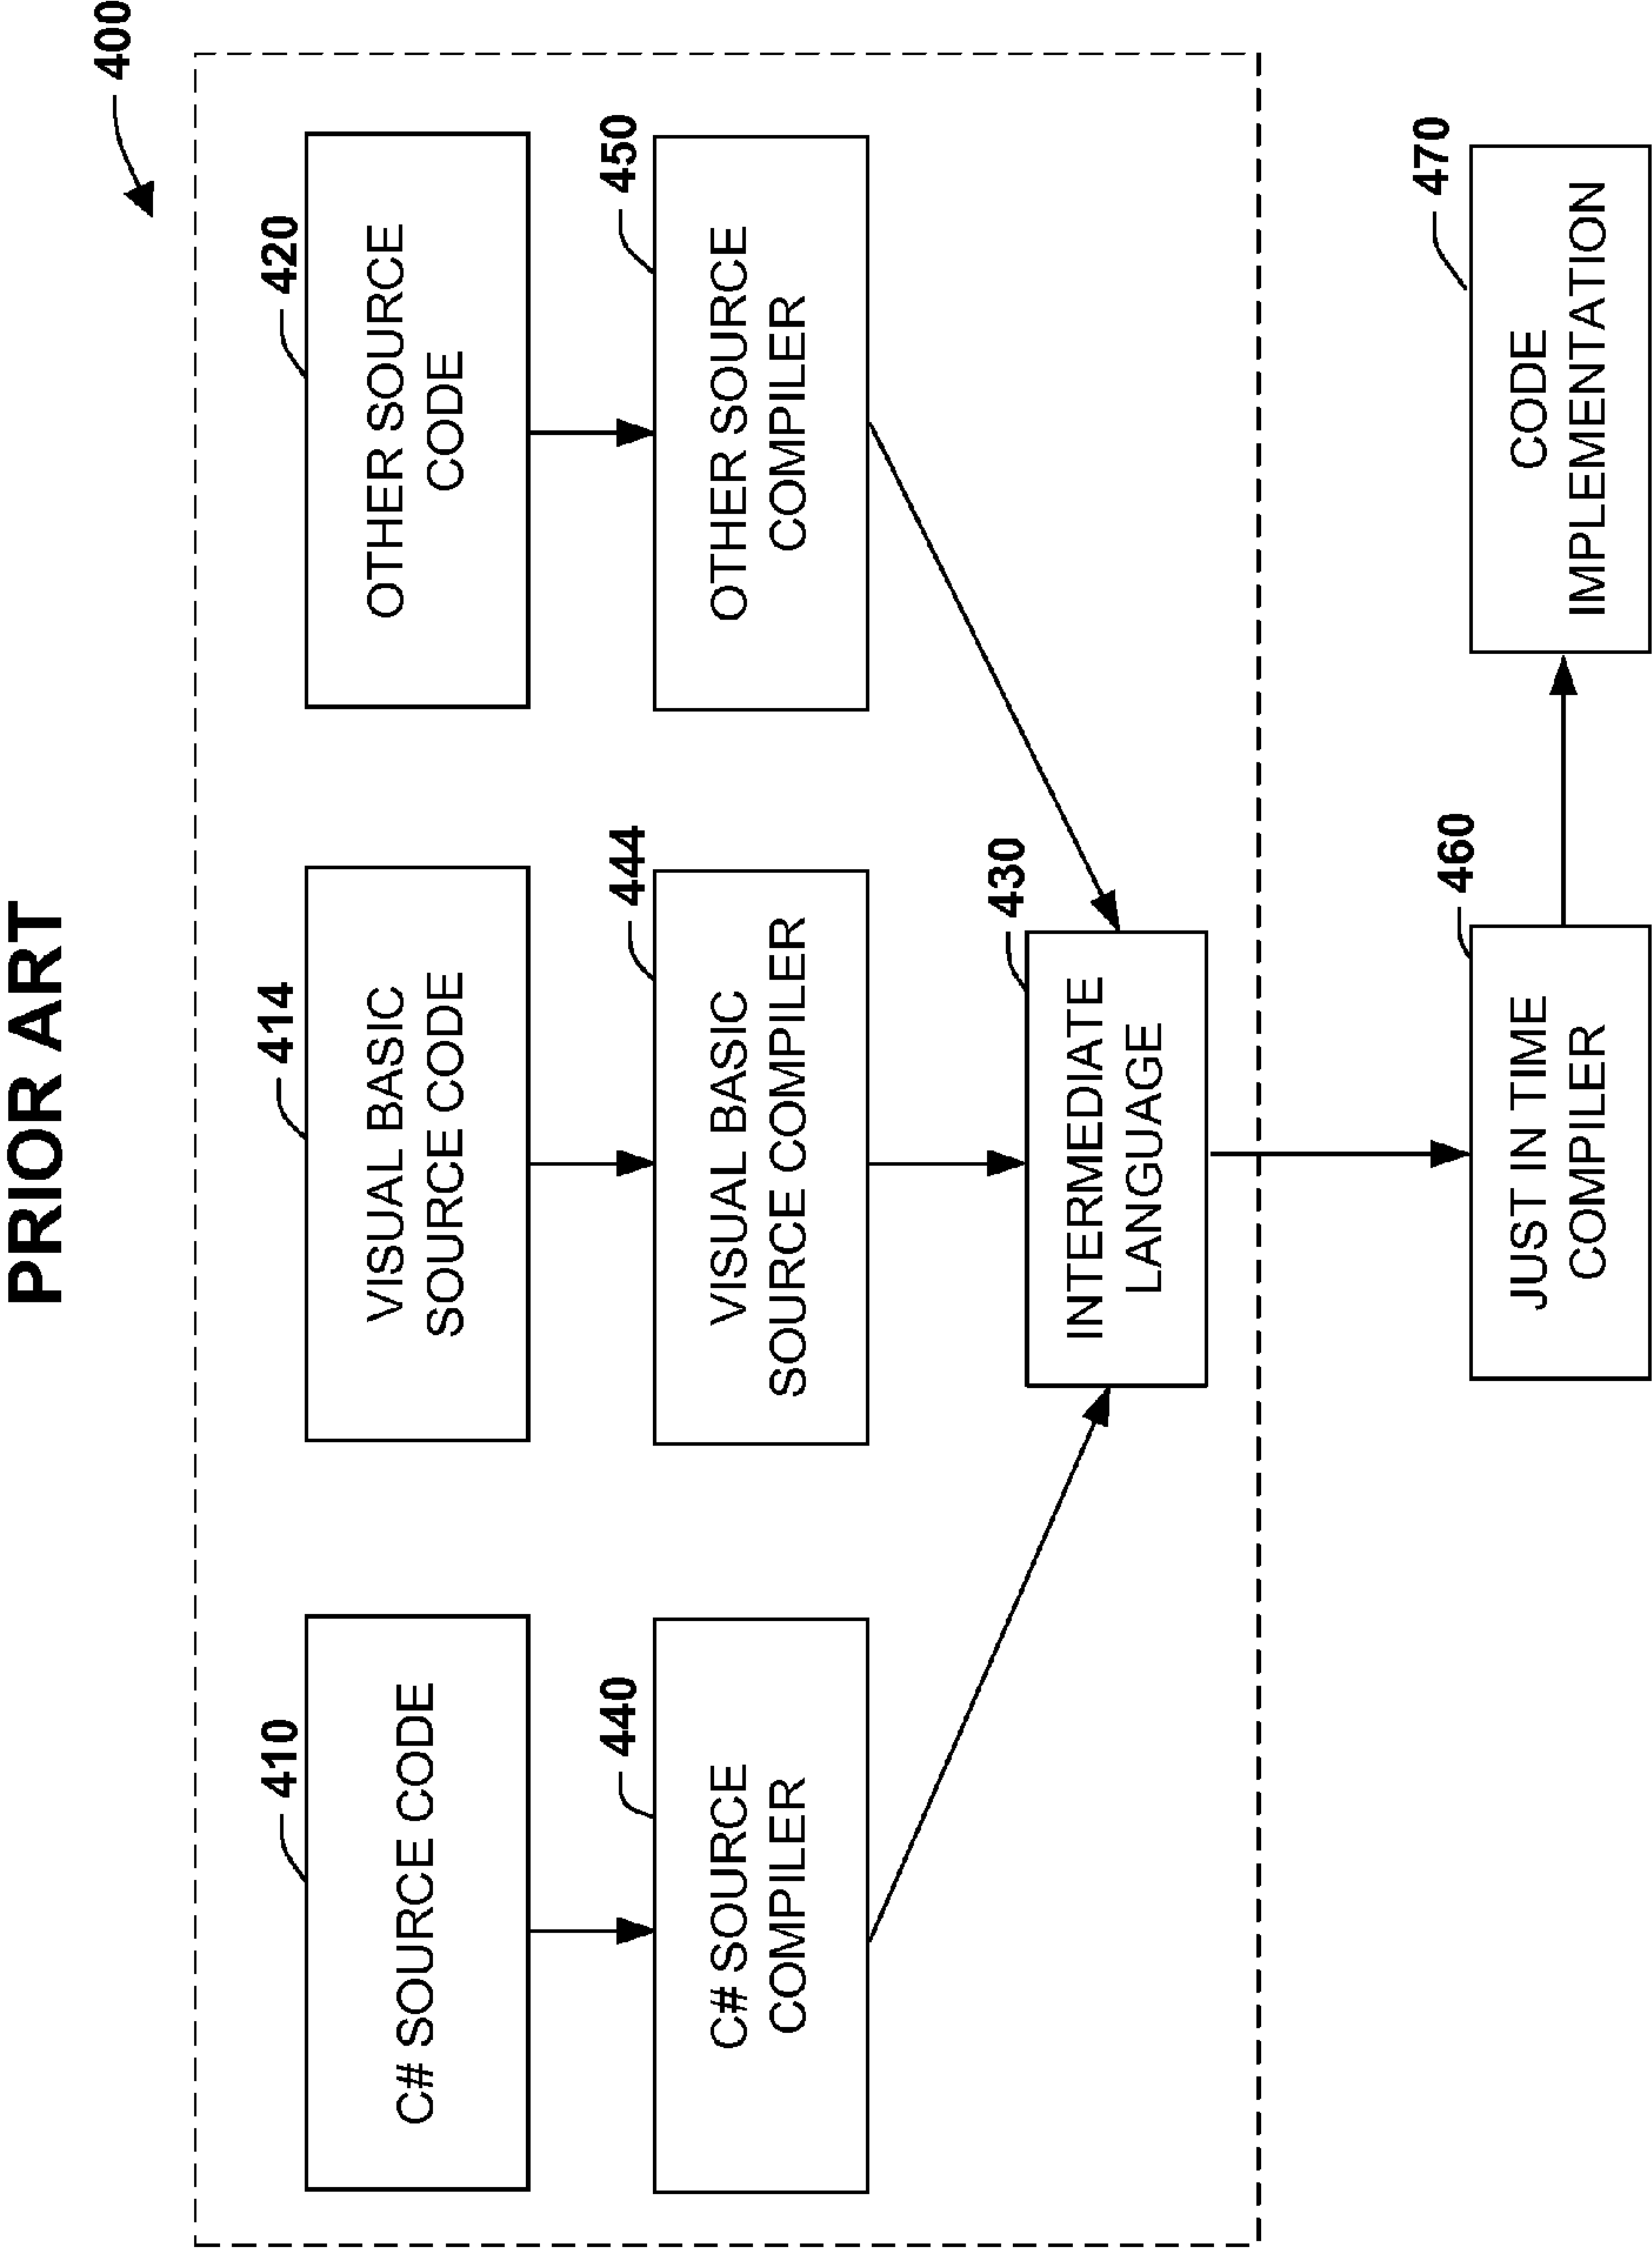 PRIOR ART
400
410
C# SOURCE CODE
414
VISUAL BASIC
SOURCE CODE
420
OTHER SOURCE
CODE
440
C# SOURCE
COMPILER
444
VISUAL BASIC
SOURCE COMPILER
450
OTHER SOURCE
COMPILER
430
INTERMEDIATE
LANGUAGE
460
JUST IN TIME
COMPILER
470
CODE
IMPLEMENTATION